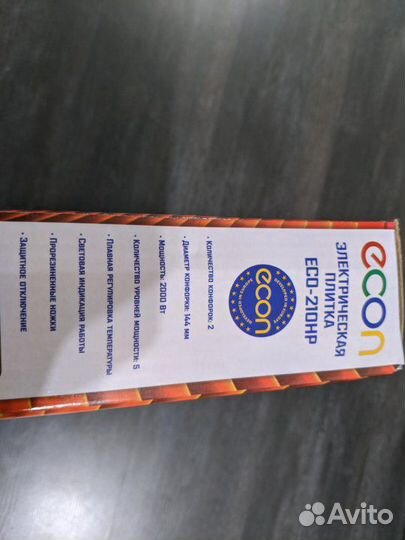 econ
ЭЛЕКТРИЧЕСКАЯ
ПЛИТКА
ECO-210HP
econ
• Количество конфорок: 2
• Диаметр конфорки: 144 мм
• Мощность: 2000 Вт
• Количество уровней мощности: 5
• Плавная регулировка температуры
• Световая индикация работы
• Прорезиненные ножки
• Защитное отключение
Avito